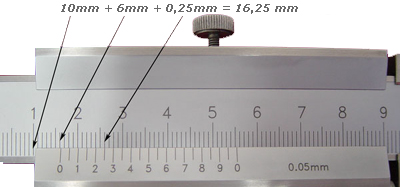 10mm + 6mm + 0,25mm = 16,25 mm
1 2 3 4 5 6 7 8 9
0 1 2 3 4 5 6 7 8 9 0 0.05mm